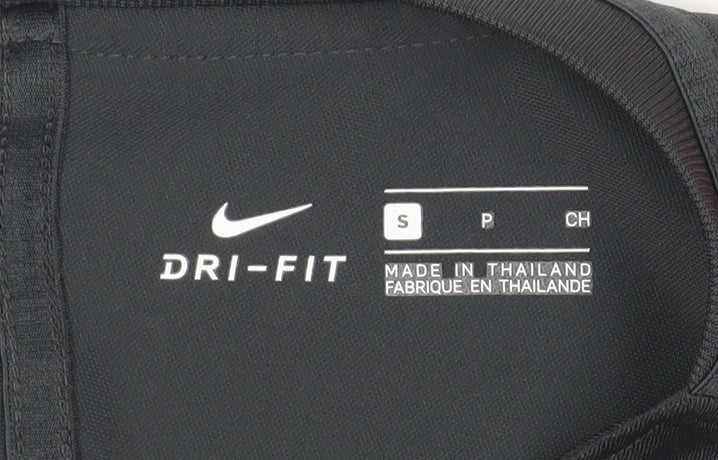 DRI-FIT
S P CH
MADE IN THAILAND
FABRIQUE EN THAILANDE